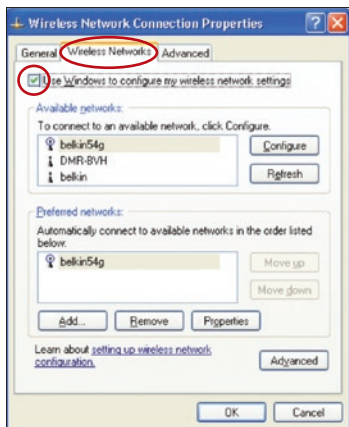 Wireless Network Connection Properties
General Wireless Networks Advanced
Use Windows to configure my wireless network settings
Available networks:
To connect to an available network, click Configure.
belkin54g
DMR-BVH
belkin
Configure
Refresh
Preferred networks:
Automatically connect to available networks in the order listed
below:
belkin54g
Move up
Move down
Add... Remove Properties
Learn about setting up wireless network
configuration.
Advanced
OK Cancel